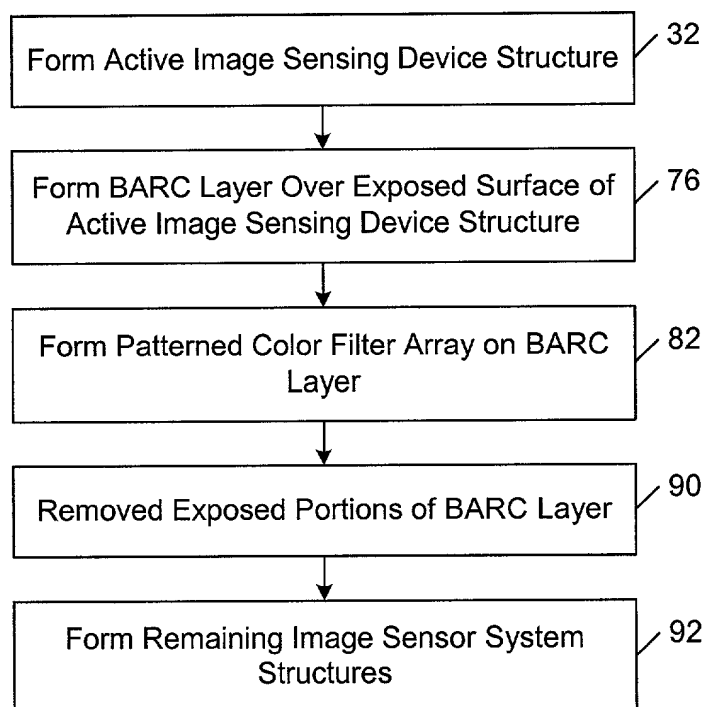 Form Active Image Sensing Device Structure
32
Form BARC Layer Over Exposed Surface of
Active Image Sensing Device Structure
76
Form Patterned Color Filter Array on BARC
Layer
82
Removed Exposed Portions of BARC Layer
90
Form Remaining Image Sensor System
Structures
92